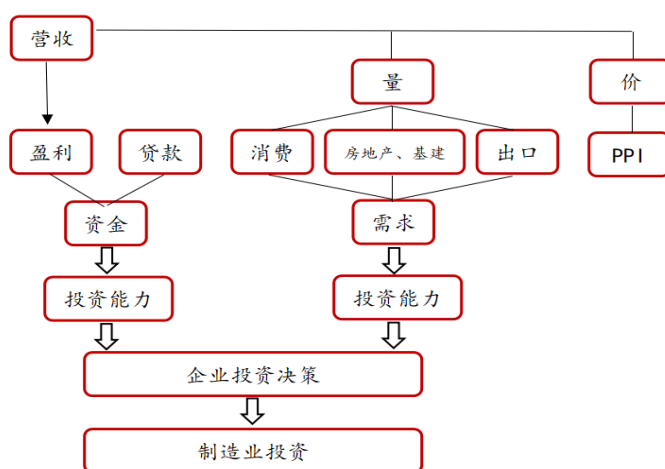 营收
量
价
盈利
贷款
消费
房地产、基建
出口
PPI
资金
需求
投资能力
投资能力
企业投资决策
制造业投资